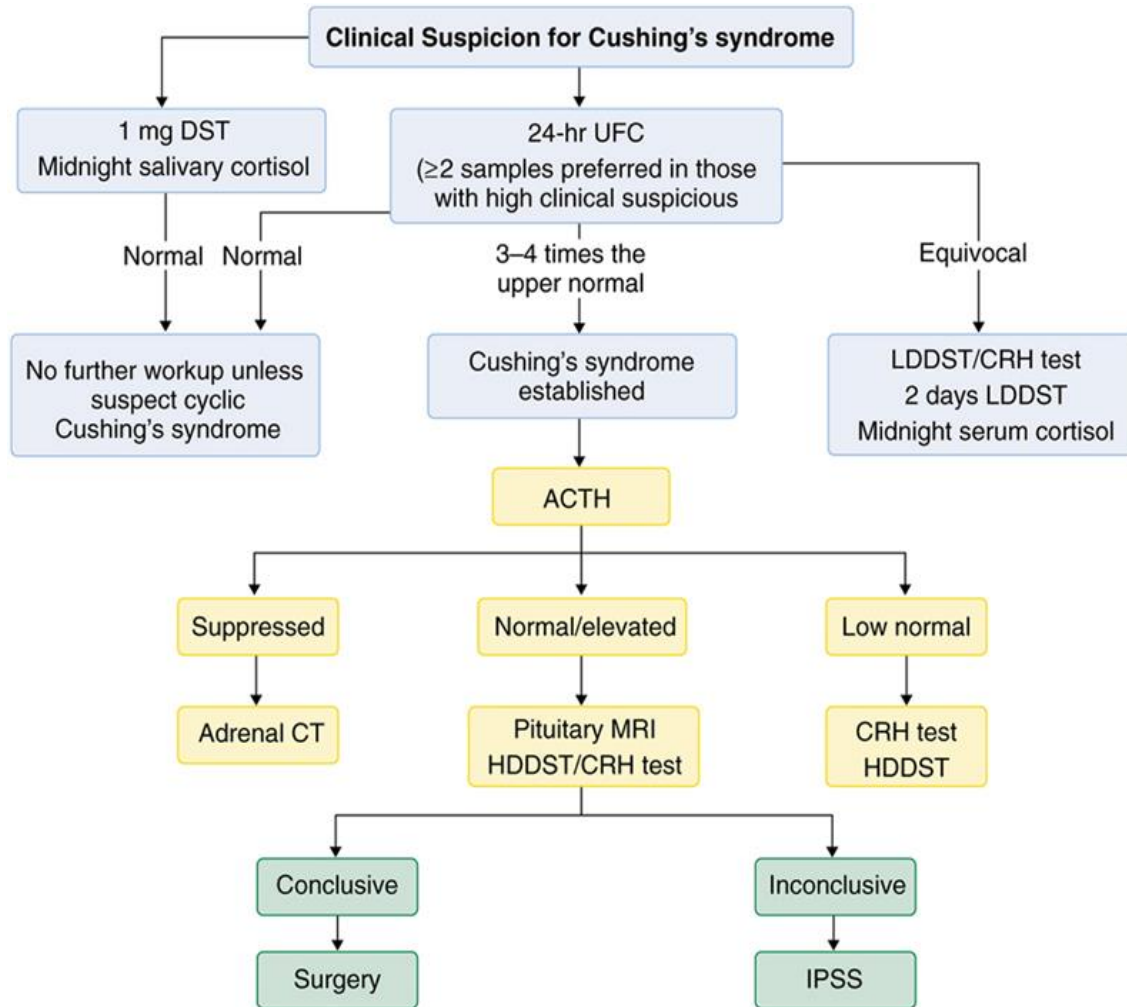 Clinical Suspicion for Cushing's syndrome
1 mg DST
Midnight salivary cortisol
24-hr UFC
(≥2 samples preferred in those
with high clinical suspicious
Normal
Normal
3–4 times the
upper normal
Equivocal
No further workup unless
suspect cyclic
Cushing's syndrome
Cushing's syndrome
established
LDDST/CRH test
2 days LDDST
Midnight serum cortisol
ACTH
Suppressed
Normal/elevated
Low normal
Adrenal CT
Pituitary MRI
HDDST/CRH test
CRH test
HDDST
Conclusive
Inconclusive
Surgery
IPSS